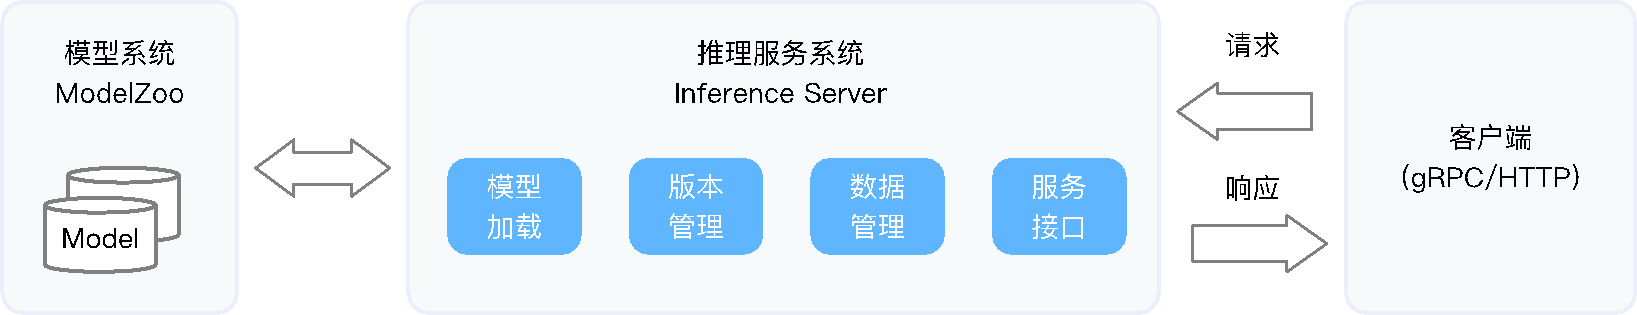 模型系统
ModelZoo
Model
推理服务系统
Inference Server
模型
加载
版本
管理
数据
管理
服务
接口
请求
响应
客户端
(gRPC/HTTP)